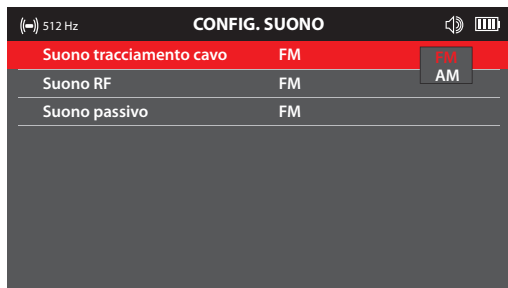 512 Hz CONFIG. SUONO
Suono tracciamento cavo FM FM
Suono RF FM AM
Suono passivo FM